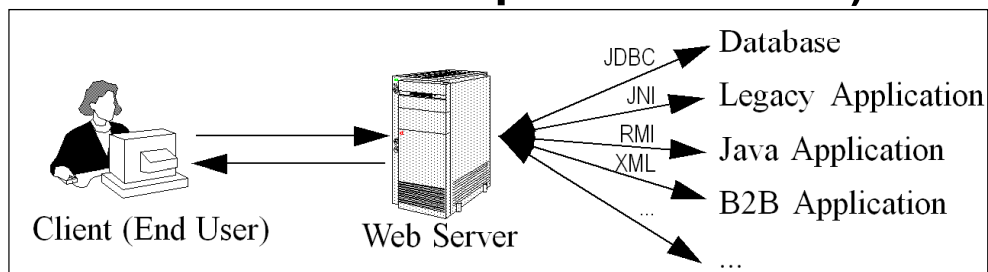 JDBC
Database
JNI
Legacy Application
RMI
Java Application
XML
B2B Application
...
...
Client (End User)
Web Server